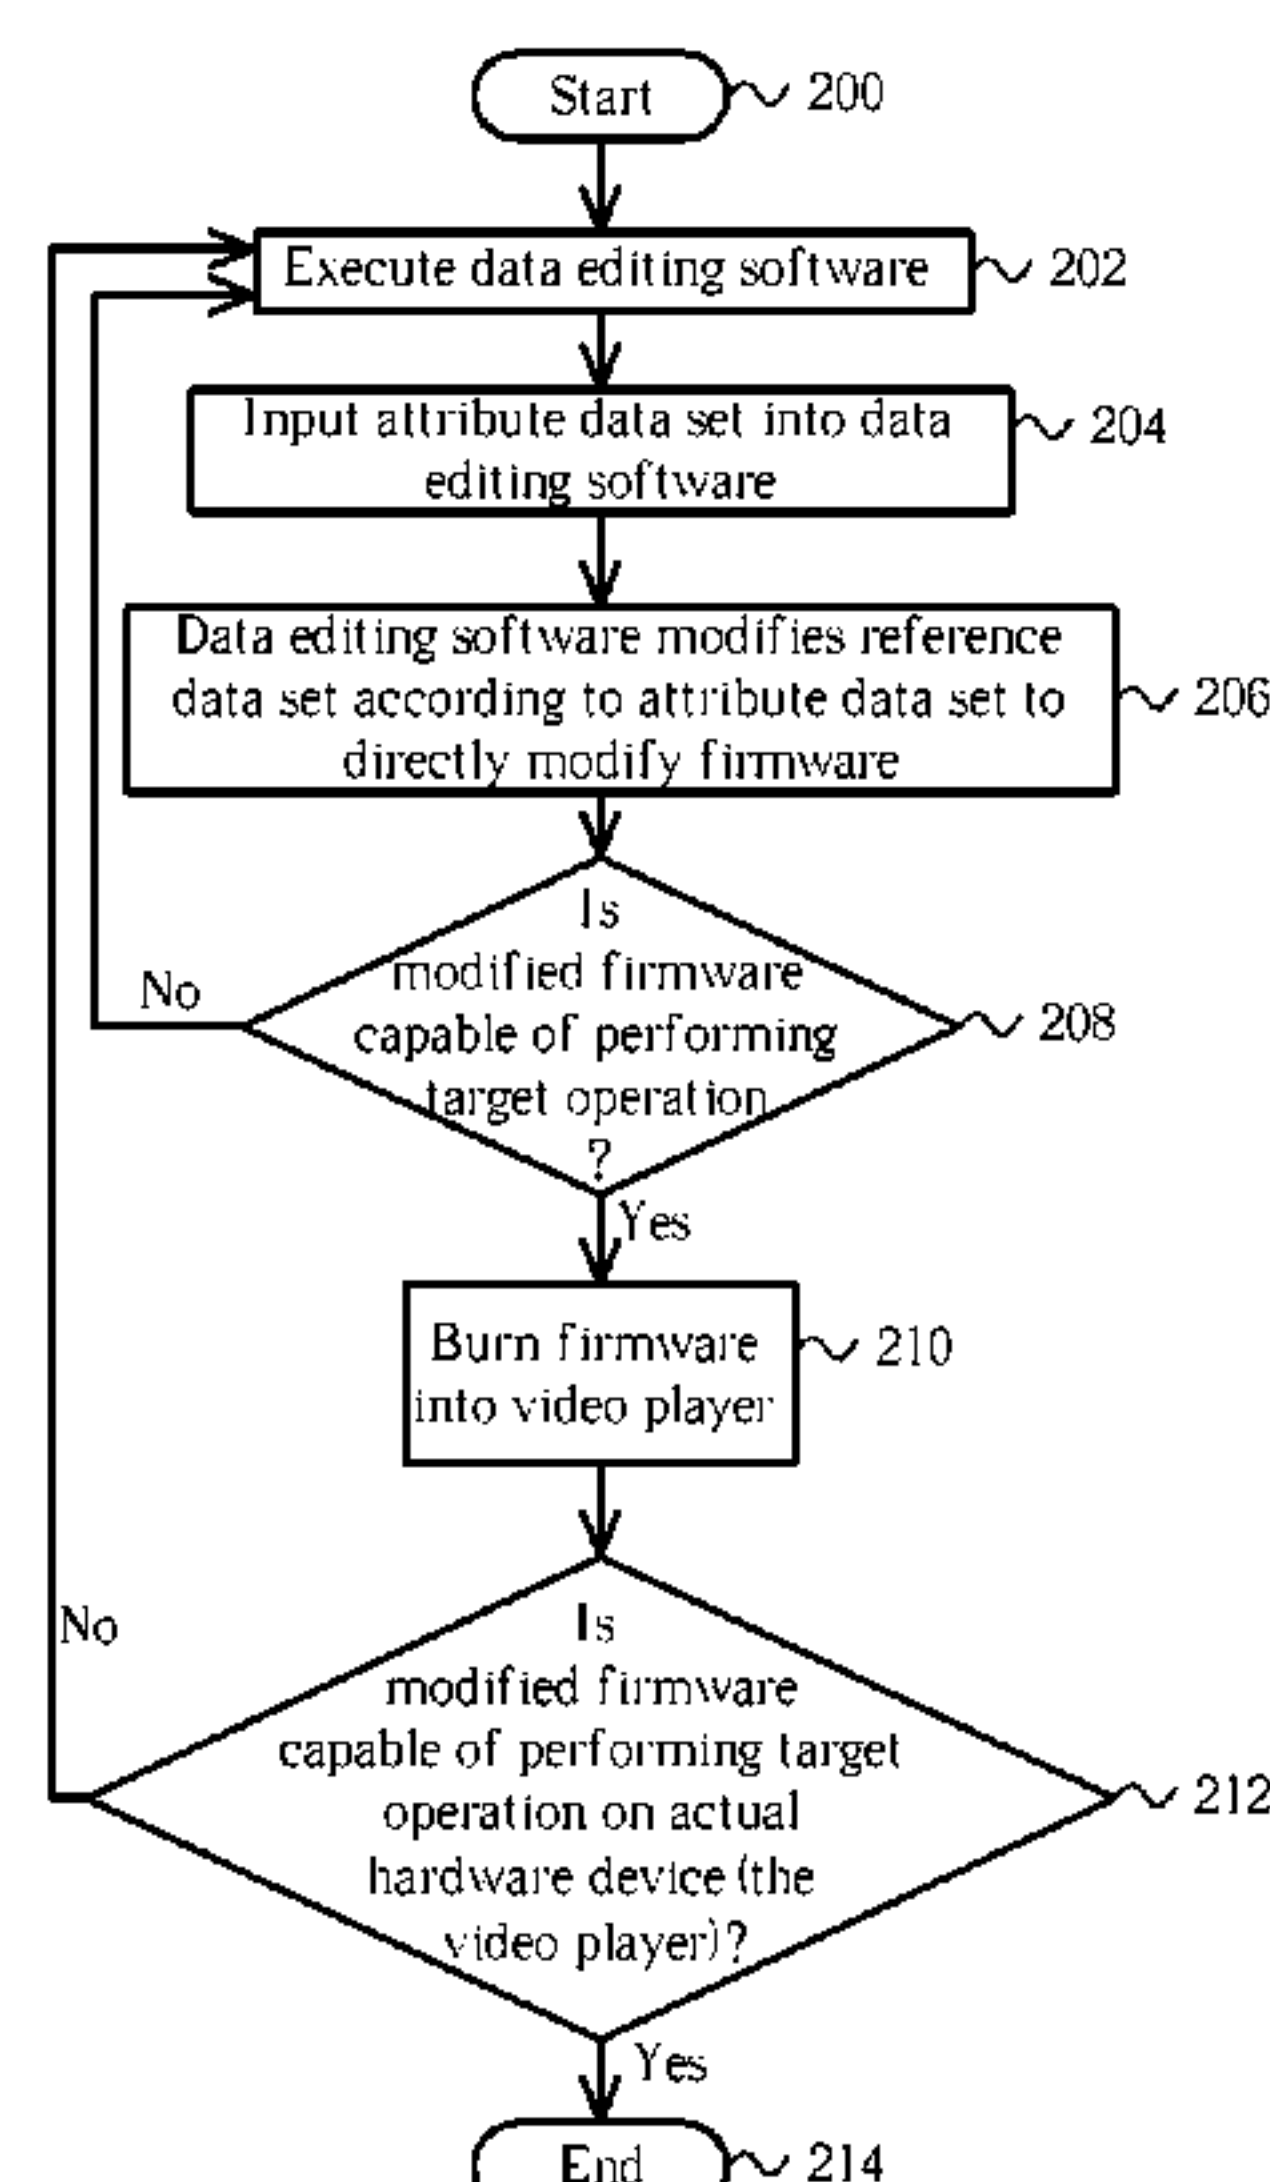 Start
200
Execute data editing software
202
Input attribute data set into data
editing software
204
Data editing software modifies reference
data set according to attribute data set to
directly modify firmware
206
Is
modified firmware
capable of performing
target operation
?
208
No
Yes
Burn firmware
into video player
210
Is
modified firmware
capable of performing target
operation on actual
hardware device (the
video player)?
212
No
Yes
End
214